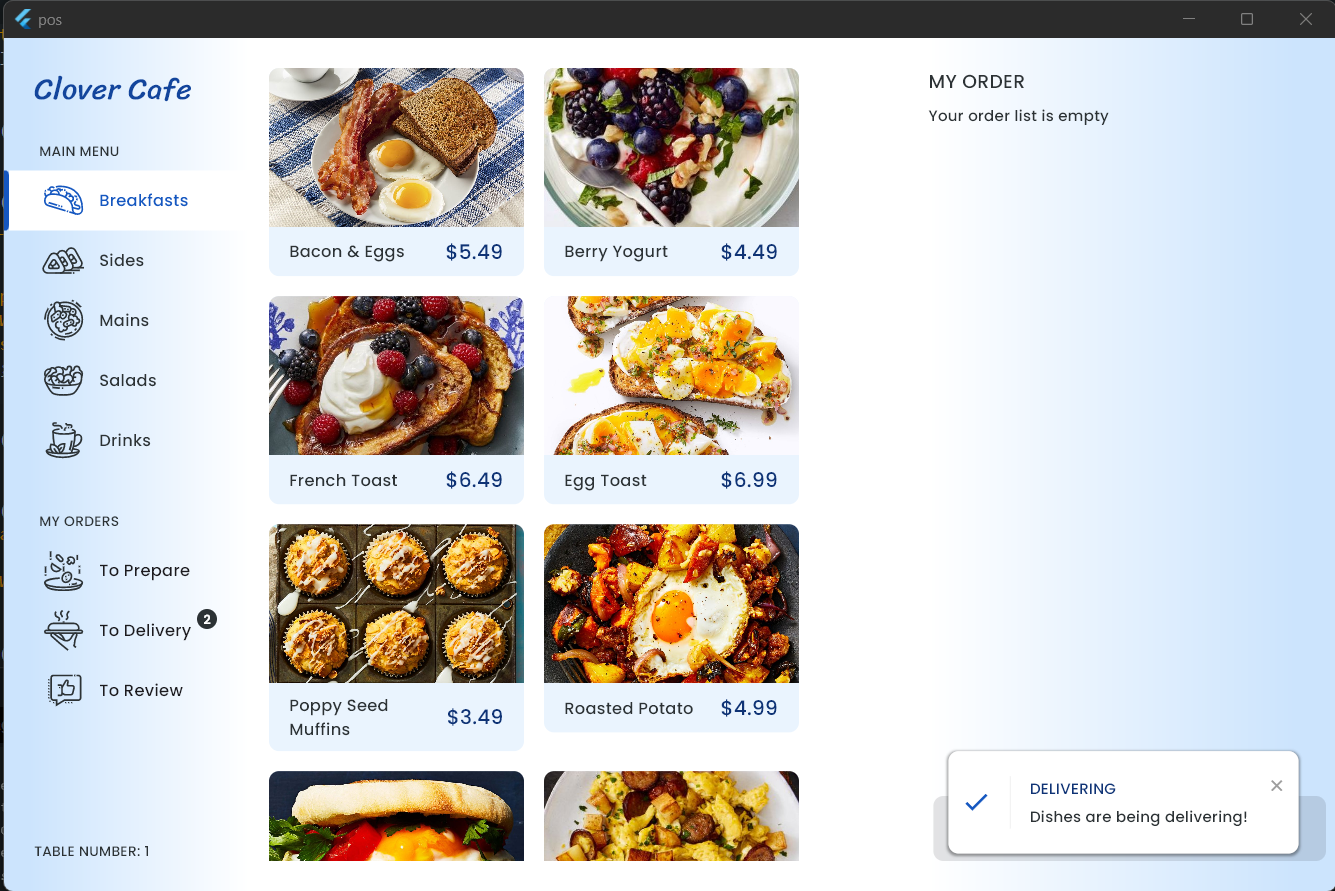 pos
Clover Cafe
MAIN MENU
Breakfasts
Sides
Mains
Salads
Drinks
MY ORDERS
To Prepare
To Delivery
2
To Review
TABLE NUMBER: 1
Bacon & Eggs $5.49
Berry Yogurt $4.49
French Toast $6.49
Egg Toast $6.99
Poppy Seed
Muffins
$3.49
Roasted Potato $4.99
MY ORDER
Your order list is empty
DELIVERING
Dishes are being delivering!